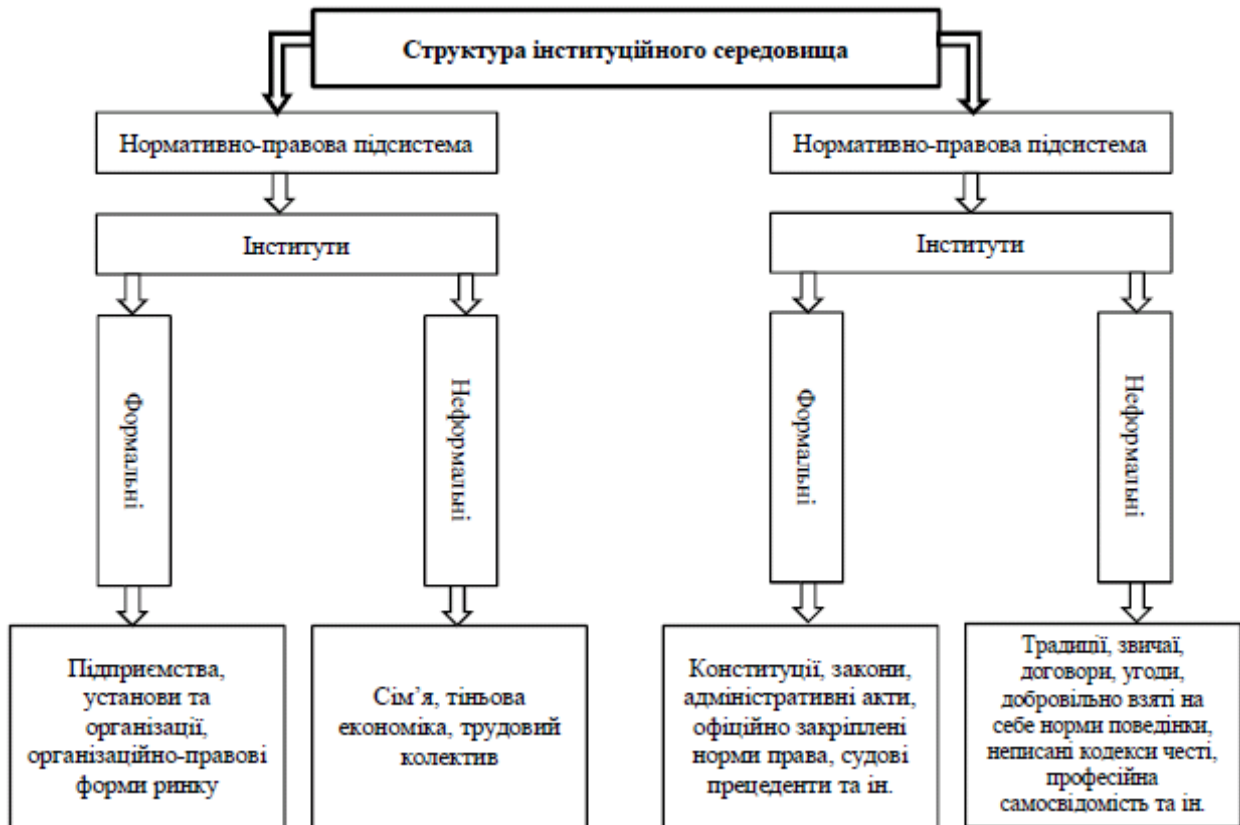 Структура інституційного середовища
Нормативно-правова підсистема
Нормативно-правова підсистема
Інститути
Інститути
Формальні
Неформальні
Формальні
Неформальні
Підприємства,
установи та
організації,
організаційно-правові
форми ринку
Сім’я, тіньова
економіка, трудовий
колектив
Конституції, закони,
адміністративні акти,
офіційно закріплені
норми права, судові
прецеденти та ін.
Традиції, звичаї,
договори, угоди,
добровільно взяті на
себе норми поведінки,
неписані кодекси честі,
професійна
самосвідомість та ін.